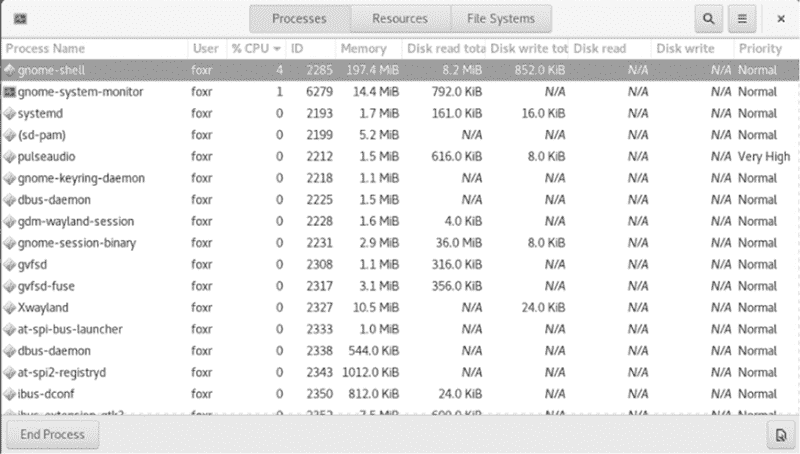 Processes Resources File Systems
Process Name User % CPU ID Memory Disk read tota Disk write tot Disk read Disk write Priority
gnome-shell foxr 4 2285 197.4 MiB 8.2 MiB 852.0 KiB N/A N/A Normal
gnome-system-monitor foxr 1 6279 14.4 MiB 792.0 KiB N/A N/A N/A Normal
systemd foxr 0 2193 1.7 MiB 161.0 KiB 16.0 KiB N/A N/A Normal
(sd-pam) foxr 0 2199 5.2 MiB N/A N/A N/A N/A Normal
pulseaudio foxr 0 2212 1.5 MiB 616.0 KiB 8.0 KiB N/A N/A Very High
gnome-keyring-daemon foxr 0 2218 1.1 MiB N/A N/A N/A N/A Normal
dbus-daemon foxr 0 2225 1.5 MiB N/A N/A N/A N/A Normal
gdm-wayland-session foxr 0 2228 1.6 MiB 4.0 KiB N/A N/A N/A Normal
gnome-session-binary foxr 0 2231 2.9 MiB 36.0 MiB 8.0 KiB N/A N/A Normal
gvfsd foxr 0 2308 1.1 MiB 316.0 KiB N/A N/A N/A Normal
gvfsd-fuse foxr 0 2317 3.1 MiB 356.0 KiB N/A N/A N/A Normal
Xwayland foxr 0 2327 10.5 MiB N/A 24.0 KiB N/A N/A Normal
at-spi-bus-launcher foxr 0 2333 1.0 MiB N/A N/A N/A N/A Normal
dbus-daemon foxr 0 2338 544.0 KiB N/A N/A N/A N/A Normal
at-spi2-registryd foxr 0 2343 1012.0 KiB N/A N/A N/A N/A Normal
ibus-dconf foxr 0 2350 812.0 KiB 24.0 KiB N/A N/A N/A Normal
foxr 0 2352 7.5 MiB 600.0 KiB N/A N/A N/A Normal
End Process